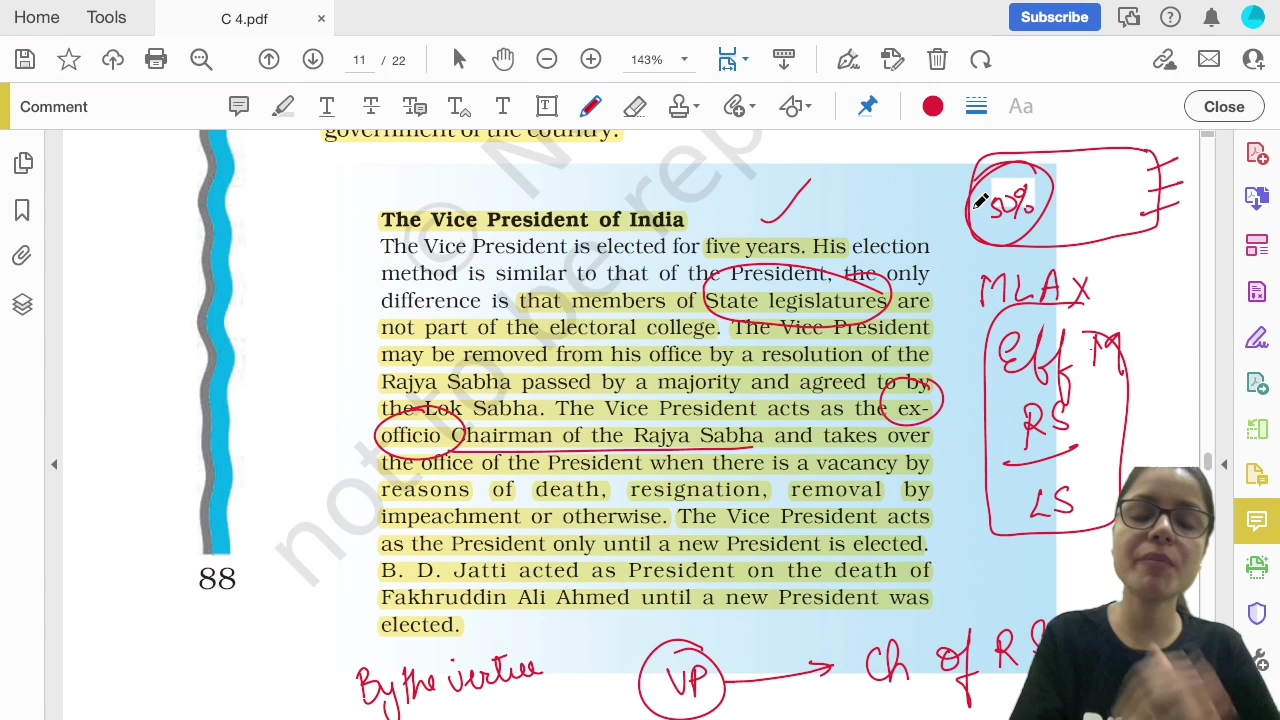 Home Tools C 4.pdf × Subscribe
11 / 22 143%
Comment Aa Close
government of the country.
50%
The Vice President of India
The Vice President is elected for five years. His election
method is similar to that of the President, the only
difference is that members of State legislatures are
not part of the electoral college. The Vice President
may be removed from his office by a resolution of the
Rajya Sabha passed by a majority and agreed to by
the Lok Sabha. The Vice President acts as the ex-
officio Chairman of the Rajya Sabha and takes over
the office of the President when there is a vacancy by
reasons of death, resignation, removal by
impeachment or otherwise. The Vice President acts
as the President only until a new President is elected.
B. D. Jatti acted as President on the death of
Fakhruddin Ali Ahmed until a new President was
elected.
MLA X
Eff M
RS
LS
88
By the vertue
VP
Ch of RS
© N
not to be rep